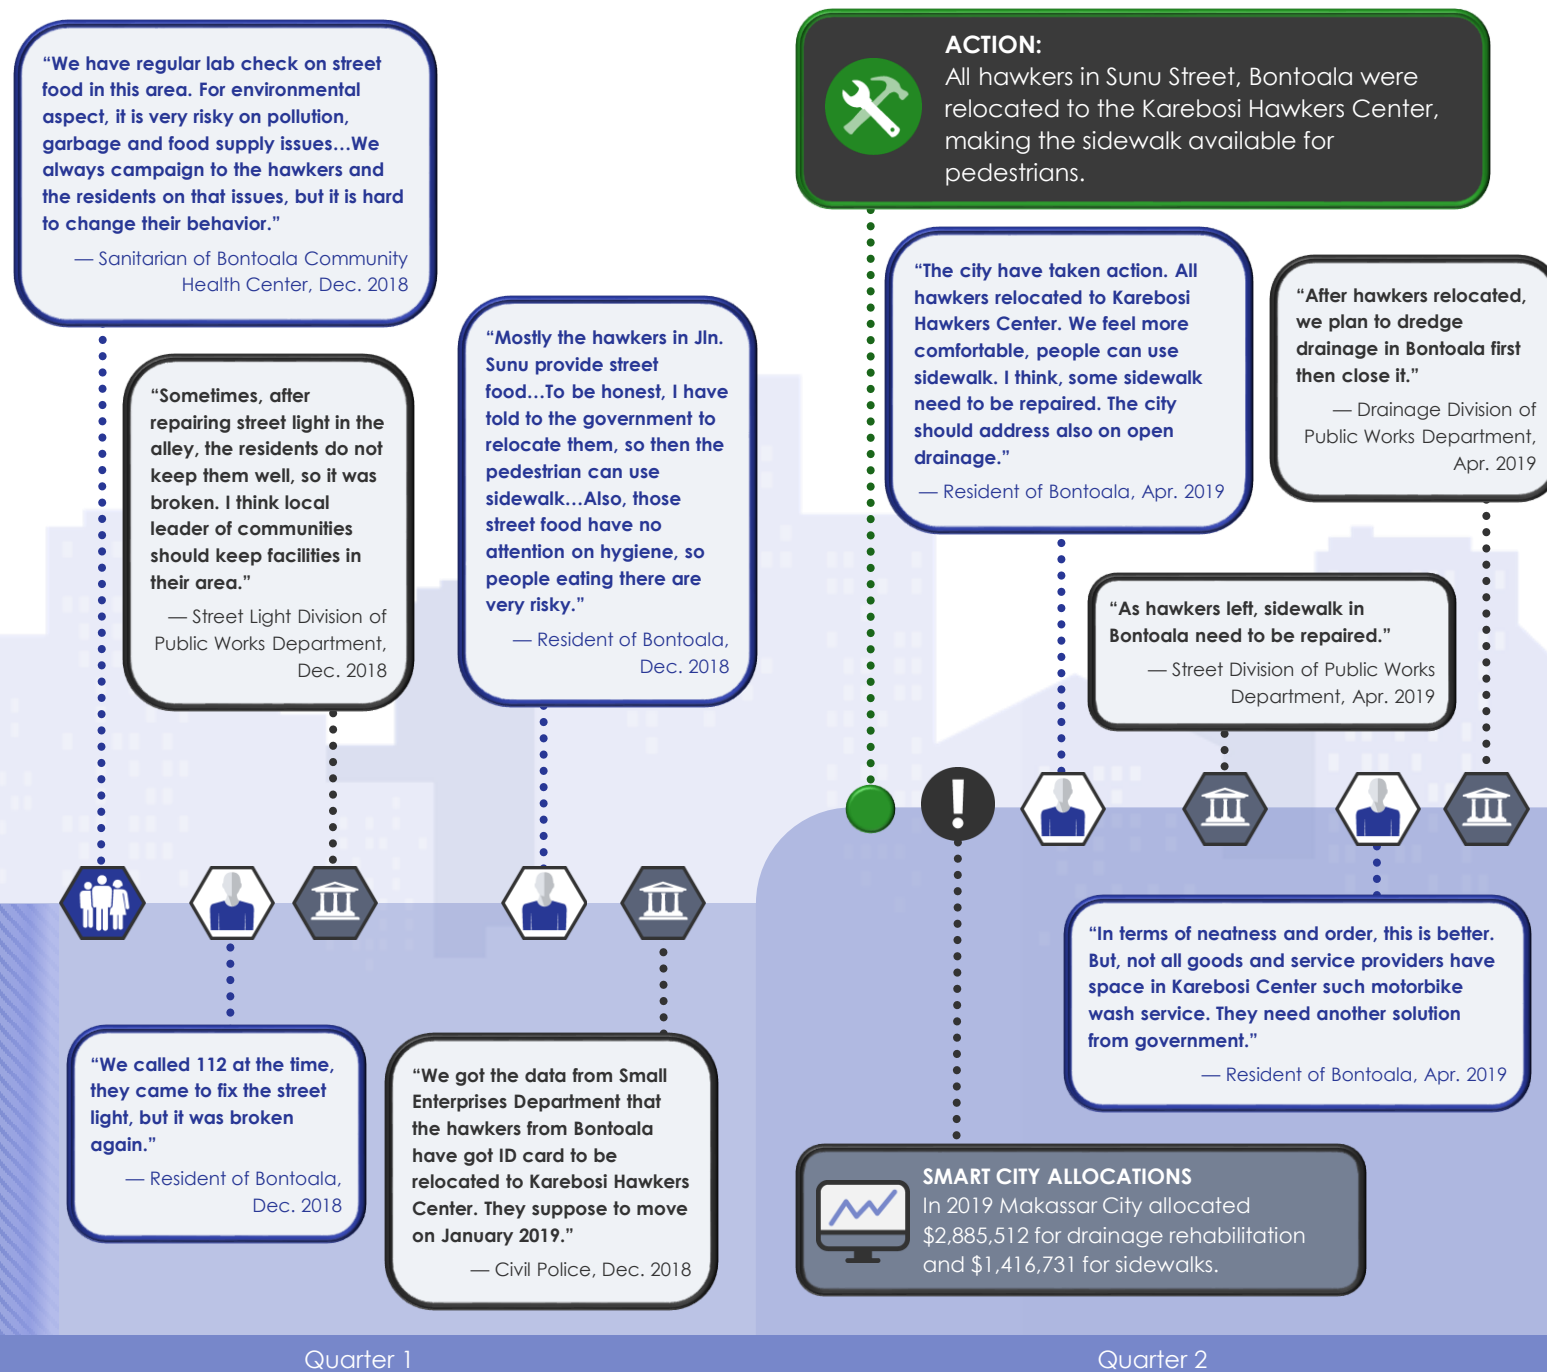 “We have regular lab check on street
food in this area. For environmental
aspect, it is very risky on pollution,
garbage and food supply issues…We
always campaign to the hawkers and
the residents on that issues, but it is hard
to change their behavior.”
— Sanitarian of Bontoala Community
Health Center, Dec. 2018
“Sometimes, after
repairing street light in the
alley, the residents do not
keep them well, so it was
broken. I think local
leader of communities
should keep facilities in
their area.”
— Street Light Division of
Public Works Department,
Dec. 2018
“Mostly the hawkers in Jln.
Sunu provide street
food…To be honest, I have
told to the government to
relocate them, so then the
pedestrian can use
sidewalk…Also, those
street food have no
attention on hygiene, so
people eating there are
very risky.”
— Resident of Bontoala,
Dec. 2018
“We called 112 at the time,
they came to fix the street
light, but it was broken
again.”
— Resident of Bontoala,
Dec. 2018
“We got the data from Small
Enterprises Department that
the hawkers from Bontoala
have got ID card to be
relocated to Karebosi Hawkers
Center. They suppose to move
on January 2019.”
— Civil Police, Dec. 2018
Quarter 1
ACTION:
All hawkers in Sunu Street, Bontoala were
relocated to the Karebosi Hawkers Center,
making the sidewalk available for
pedestrians.
“The city have taken action. All
hawkers relocated to Karebosi
Hawkers Center. We feel more
comfortable, people can use
sidewalk. I think, some sidewalk
need to be repaired. The city
should address also on open
drainage.”
— Resident of Bontoala, Apr. 2019
“After hawkers relocated,
we plan to dredge
drainage in Bontoala first
then close it.”
— Drainage Division of
Public Works Department,
Apr. 2019
“As hawkers left, sidewalk in
Bontoala need to be repaired.”
— Street Division of Public Works
Department, Apr. 2019
“In terms of neatness and order, this is better.
But, not all goods and service providers have
space in Karebosi Center such motorbike
wash service. They need another solution
from government.”
— Resident of Bontoala, Apr. 2019
SMART CITY ALLOCATIONS
In 2019 Makassar City allocated
$2,885,512 for drainage rehabilitation
and $1,416,731 for sidewalks.
Quarter 2